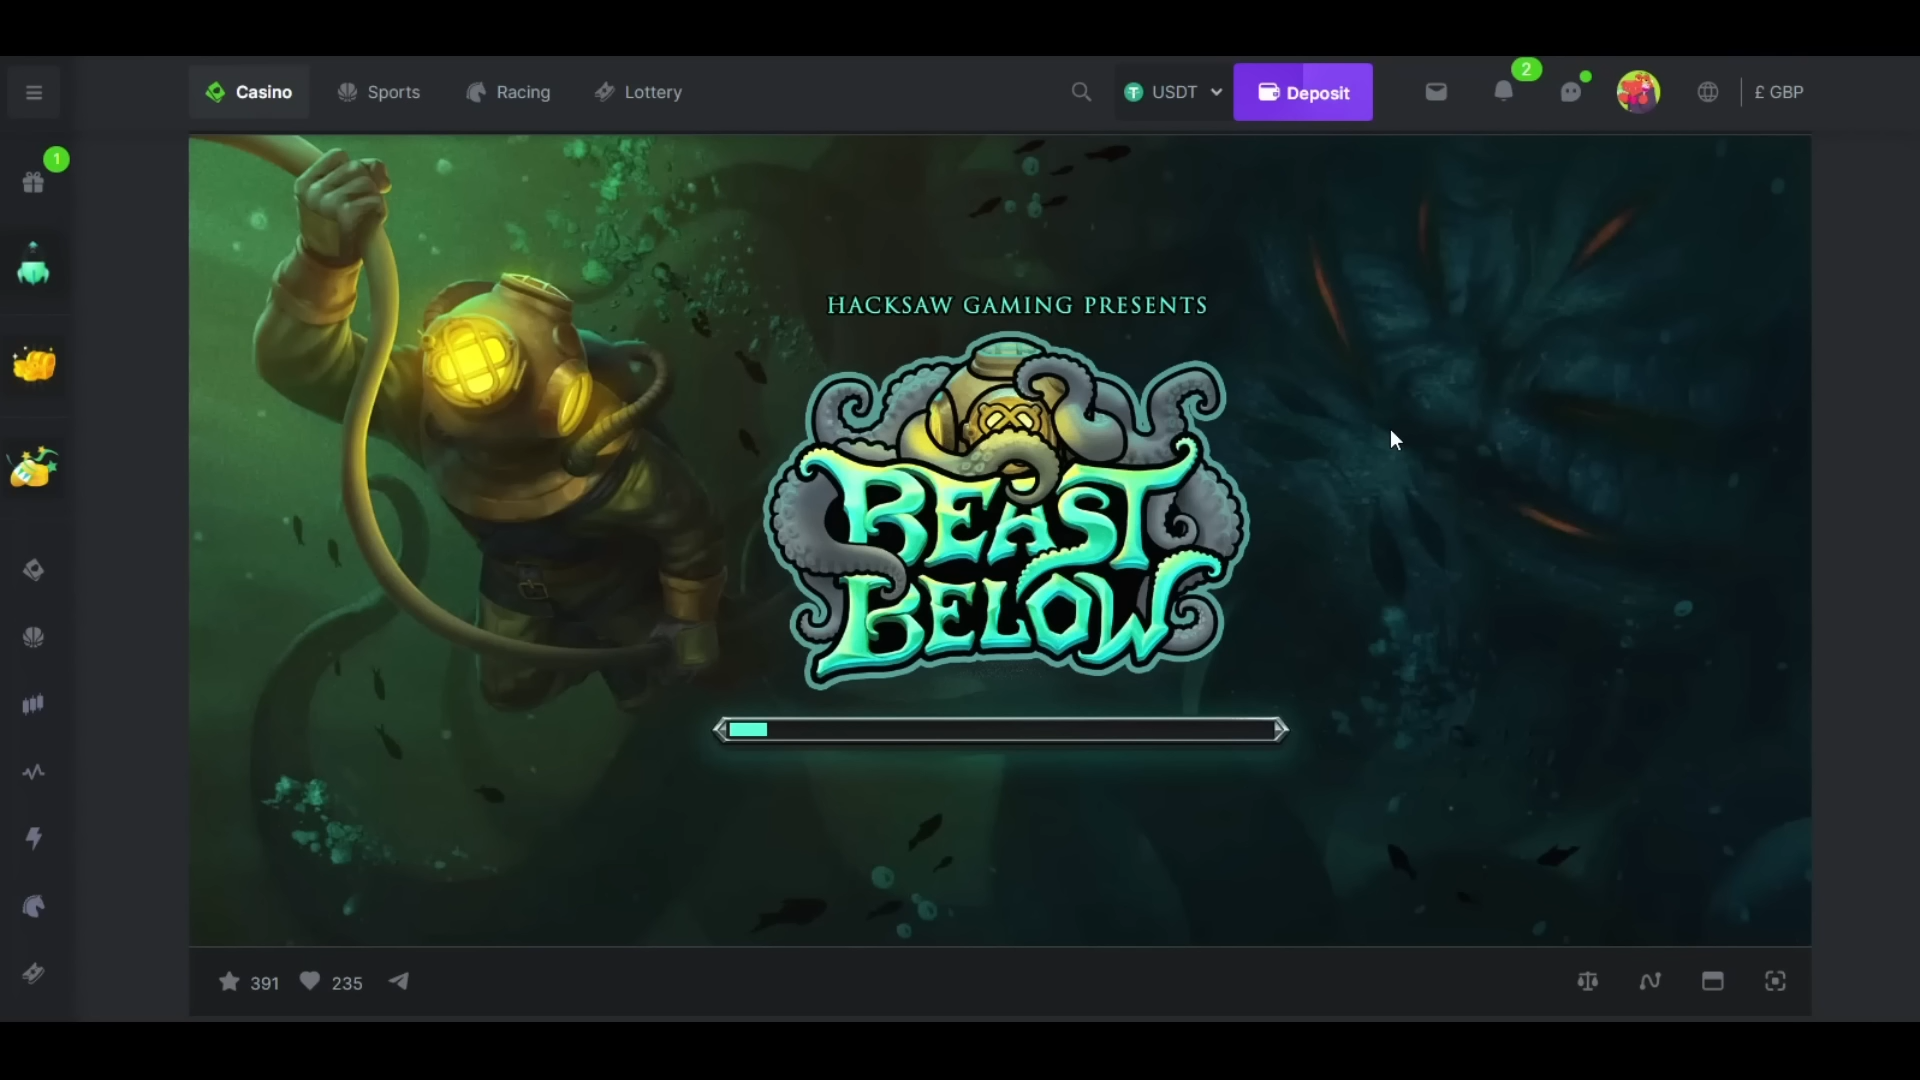 Casino
Sports
Racing
Lottery
USDT
Deposit
2
£ GBP
1
HACKSAW GAMING PRESENTS
BEAST
BELOW
391
235